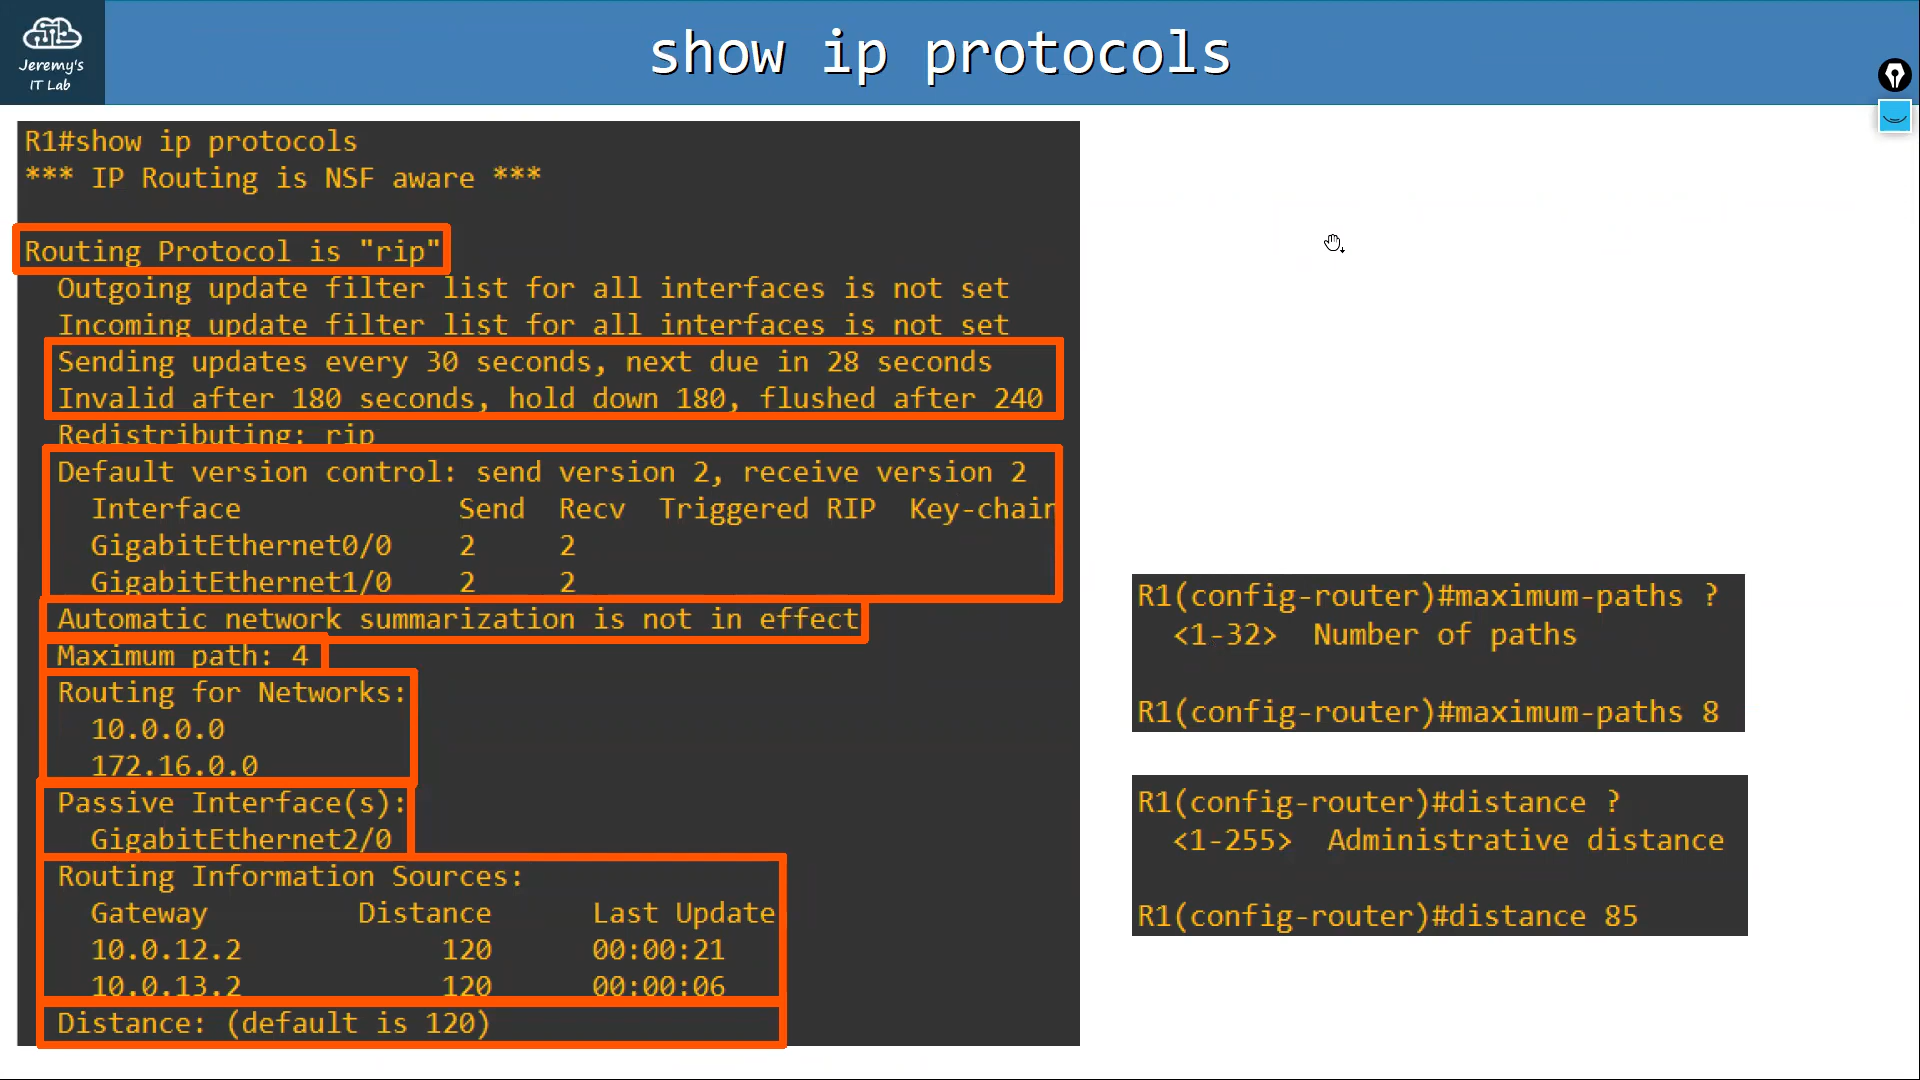 Jeremy's
IT Lab
show ip protocols
R1#show ip protocols
*** IP Routing is NSF aware ***
Routing Protocol is "rip"
Outgoing update filter list for all interfaces is not set
Incoming update filter list for all interfaces is not set
Sending updates every 30 seconds, next due in 28 seconds
Invalid after 180 seconds, hold down 180, flushed after 240
Redistributing: rip
Default version control: send version 2, receive version 2
Interface Send Recv Triggered RIP Key-chain
GigabitEthernet0/0 2 2
GigabitEthernet1/0 2 2
Automatic network summarization is not in effect
Maximum path: 4
Routing for Networks:
10.0.0.0
172.16.0.0
Passive Interface(s):
GigabitEthernet2/0
Routing Information Sources:
Gateway Distance Last Update
10.0.12.2 120 00:00:21
10.0.13.2 120 00:00:06
Distance: (default is 120)
R1(config-router)#maximum-paths ?
<1-32> Number of paths
R1(config-router)#maximum-paths 8
R1(config-router)#distance ?
<1-255> Administrative distance
R1(config-router)#distance 85